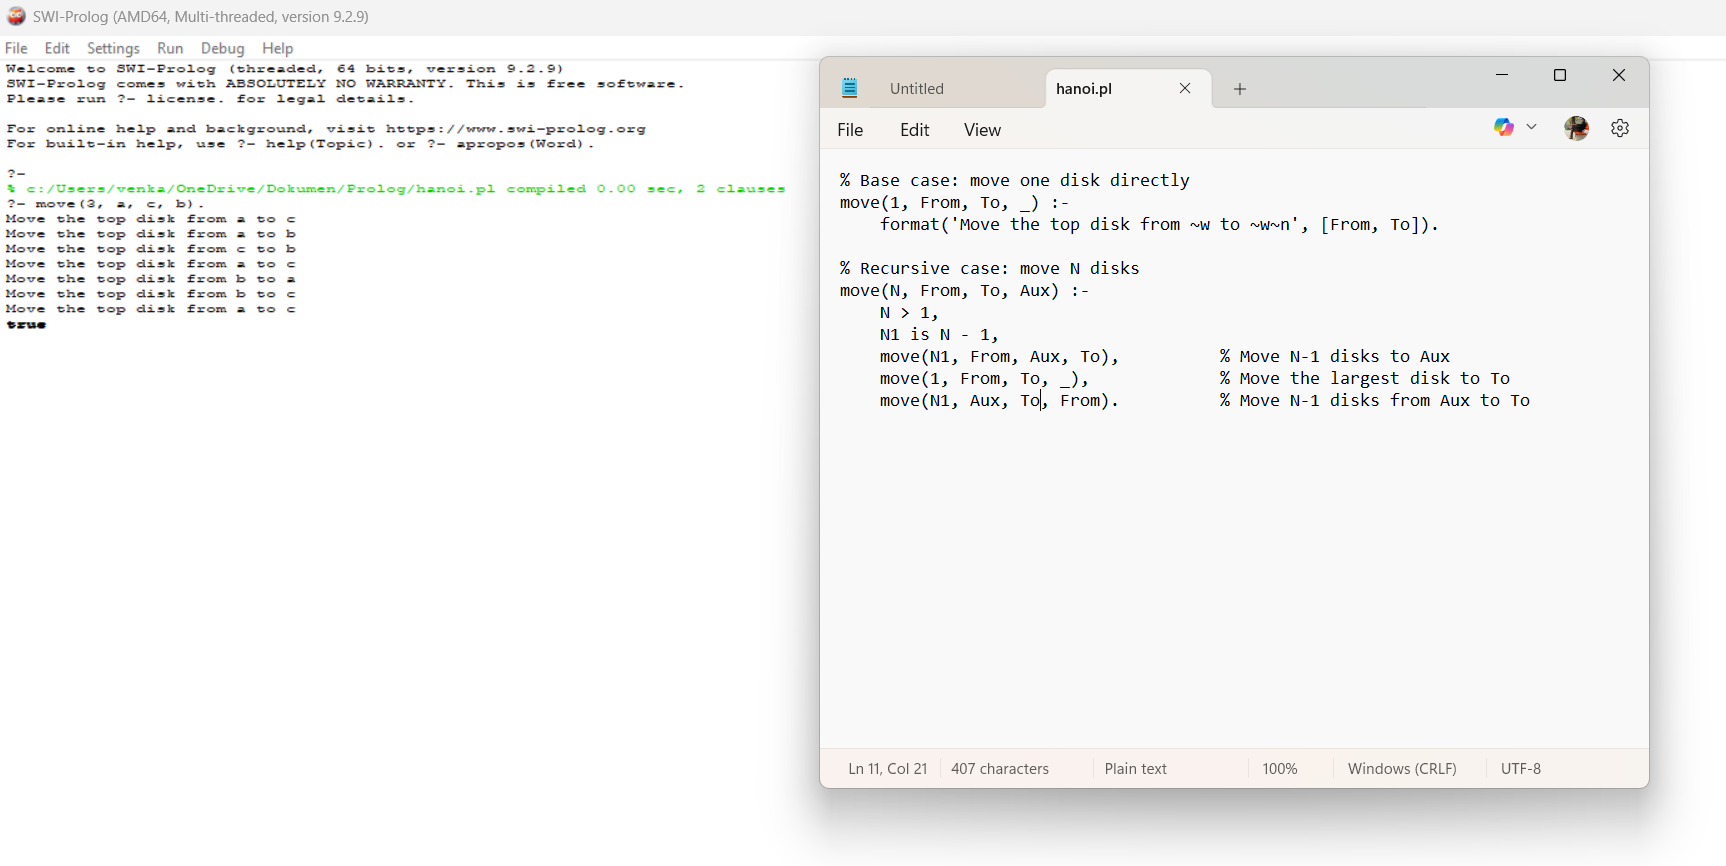 SWI-Prolog (AMD64, Multi-threaded, version 9.2.9)
File Edit Settings Run Debug Help
Welcome to SWI-Prolog (threaded, 64 bits, version 9.2.9)
SWI-Prolog comes with ABSOLUTELY NO WARRANTY. This is free software.
Please run ?- license. for legal details.
For online help and background, visit https://www.swi-prolog.org
For built-in help, use ?- help(Topic). or ?- apropos(Word).
?-
% c:/Users/venka/OneDrive/Dokumen/Prolog/hanoi.pl compiled 0.00 sec, 2 clauses
?- move(3, a, c, b).
Move the top disk from a to c
Move the top disk from a to b
Move the top disk from c to b
Move the top disk from a to c
Move the top disk from b to a
Move the top disk from b to c
Move the top disk from a to c
true
Untitled hanoi.pl
File Edit View
% Base case: move one disk directly
move(1, From, To, _) :-
    format('Move the top disk from ~w to ~w~n', [From, To]).
% Recursive case: move N disks
move(N, From, To, Aux) :-
    N > 1,
    N1 is N - 1,
    move(N1, From, Aux, To),          % Move N-1 disks to Aux
    move(1, From, To, _),             % Move the largest disk to To
    move(N1, Aux, To, From).          % Move N-1 disks from Aux to To
Ln 11, Col 21 407 characters Plain text 100% Windows (CRLF) UTF-8